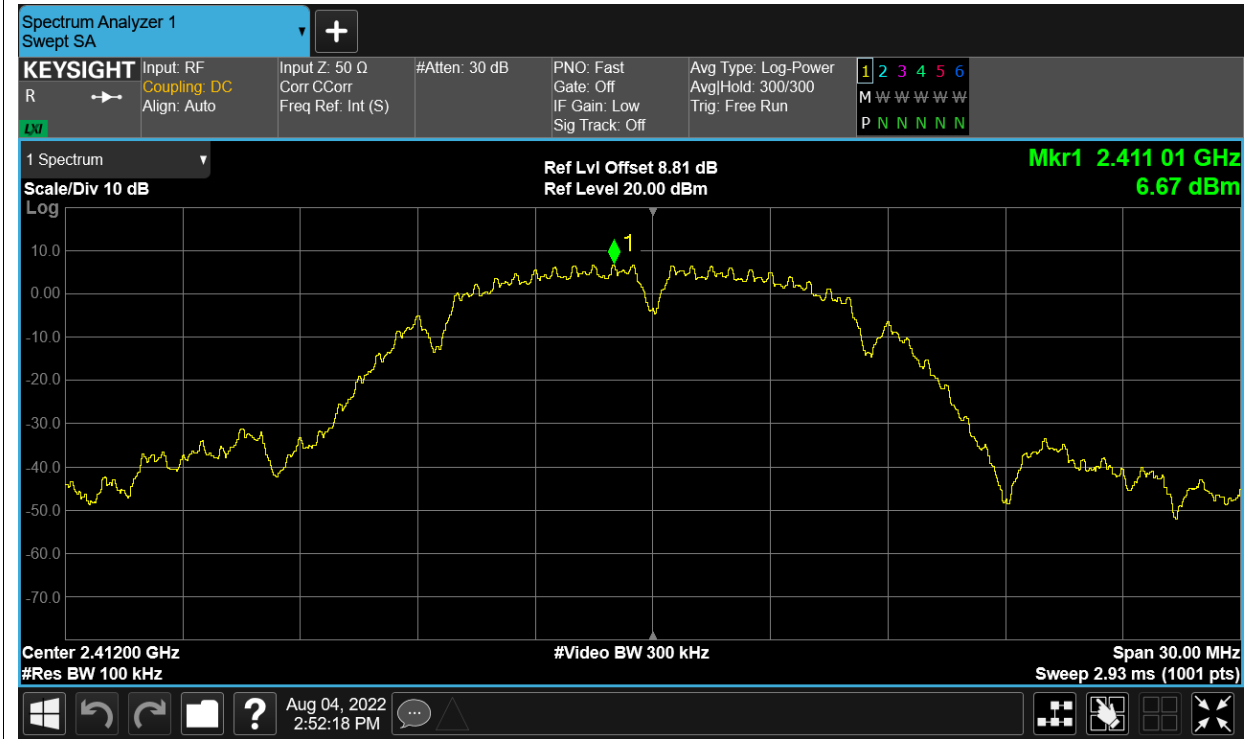 Spectrum Analyzer 1
Swept SA
KEYSIGHT
R
LXI
Input: RF
Coupling: DC
Align: Auto
Input Z: 50 Ω
Corr CCorr
Freq Ref: Int (S)
#Atten: 30 dB
PNO: Fast
Gate: Off
IF Gain: Low
Sig Track: Off
Avg Type: Log-Power
Avg|Hold: 300/300
Trig: Free Run
1 2 3 4 5 6
M W W W W W W
P N N N N N N
1 Spectrum
Scale/Div 10 dB
Log
Ref Lvl Offset 8.81 dB
Ref Level 20.00 dBm
Mkr1 2.411 01 GHz
6.67 dBm
1
10.0
0.00
-10.0
-20.0
-30.0
-40.0
-50.0
-60.0
-70.0
Center 2.41200 GHz
#Res BW 100 kHz
#Video BW 300 kHz
Span 30.00 MHz
Sweep 2.93 ms (1001 pts)
?
Aug 04, 2022
2:52:18 PM